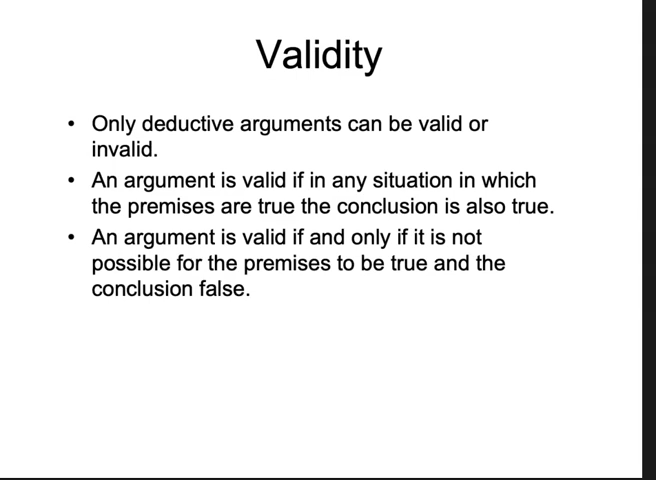 Validity
• Only deductive arguments can be valid or
invalid.
• An argument is valid if in any situation in which
the premises are true the conclusion is also true.
• An argument is valid if and only if it is not
possible for the premises to be true and the
conclusion false.